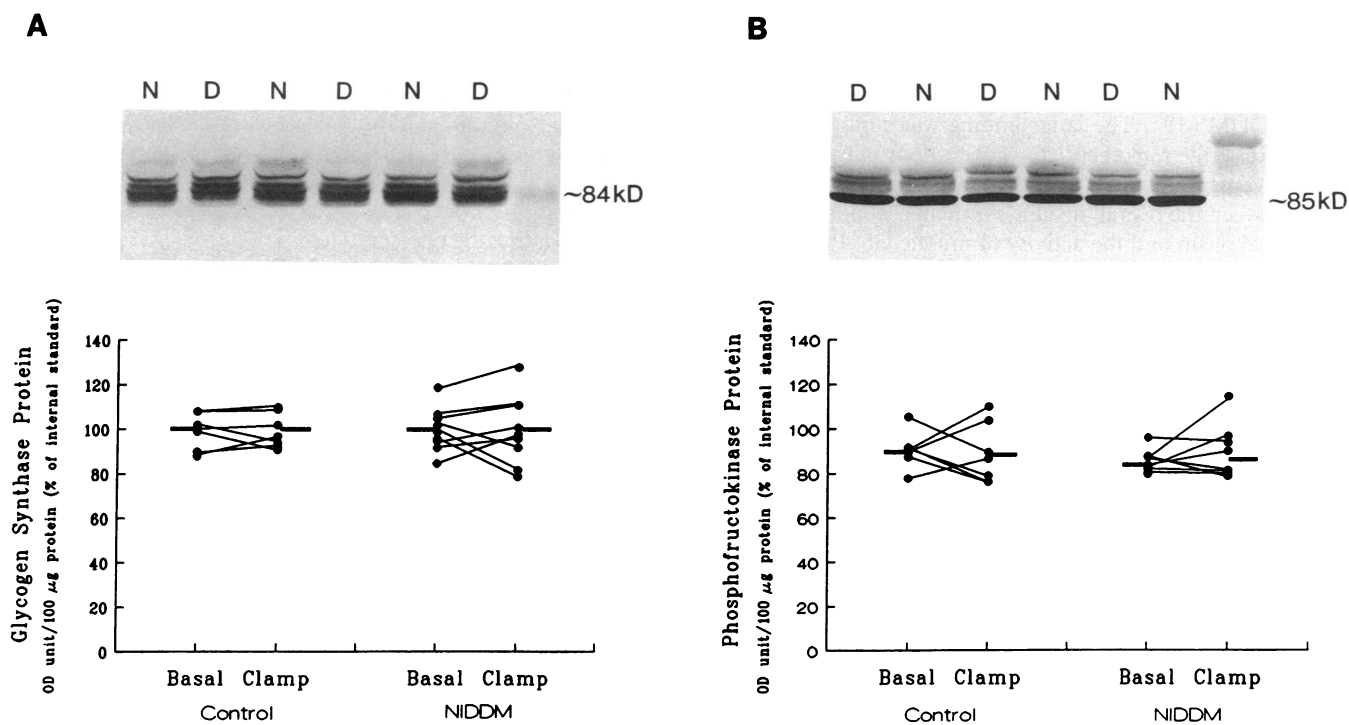 A
N D N D N D
~84kD
Glycogen Synthase Protein
OD unit/100 µg protein (% of internal standard)
140
120
100
80
60
40
20
0
Basal Clamp Basal Clamp
Control NIDDM
B
D N D N D N
~85kD
Phosphofructokinase Protein
OD unit/100 µg protein (% of internal standard)
140
120
100
80
60
40
20
0
Basal Clamp Basal Clamp
Control NIDDM